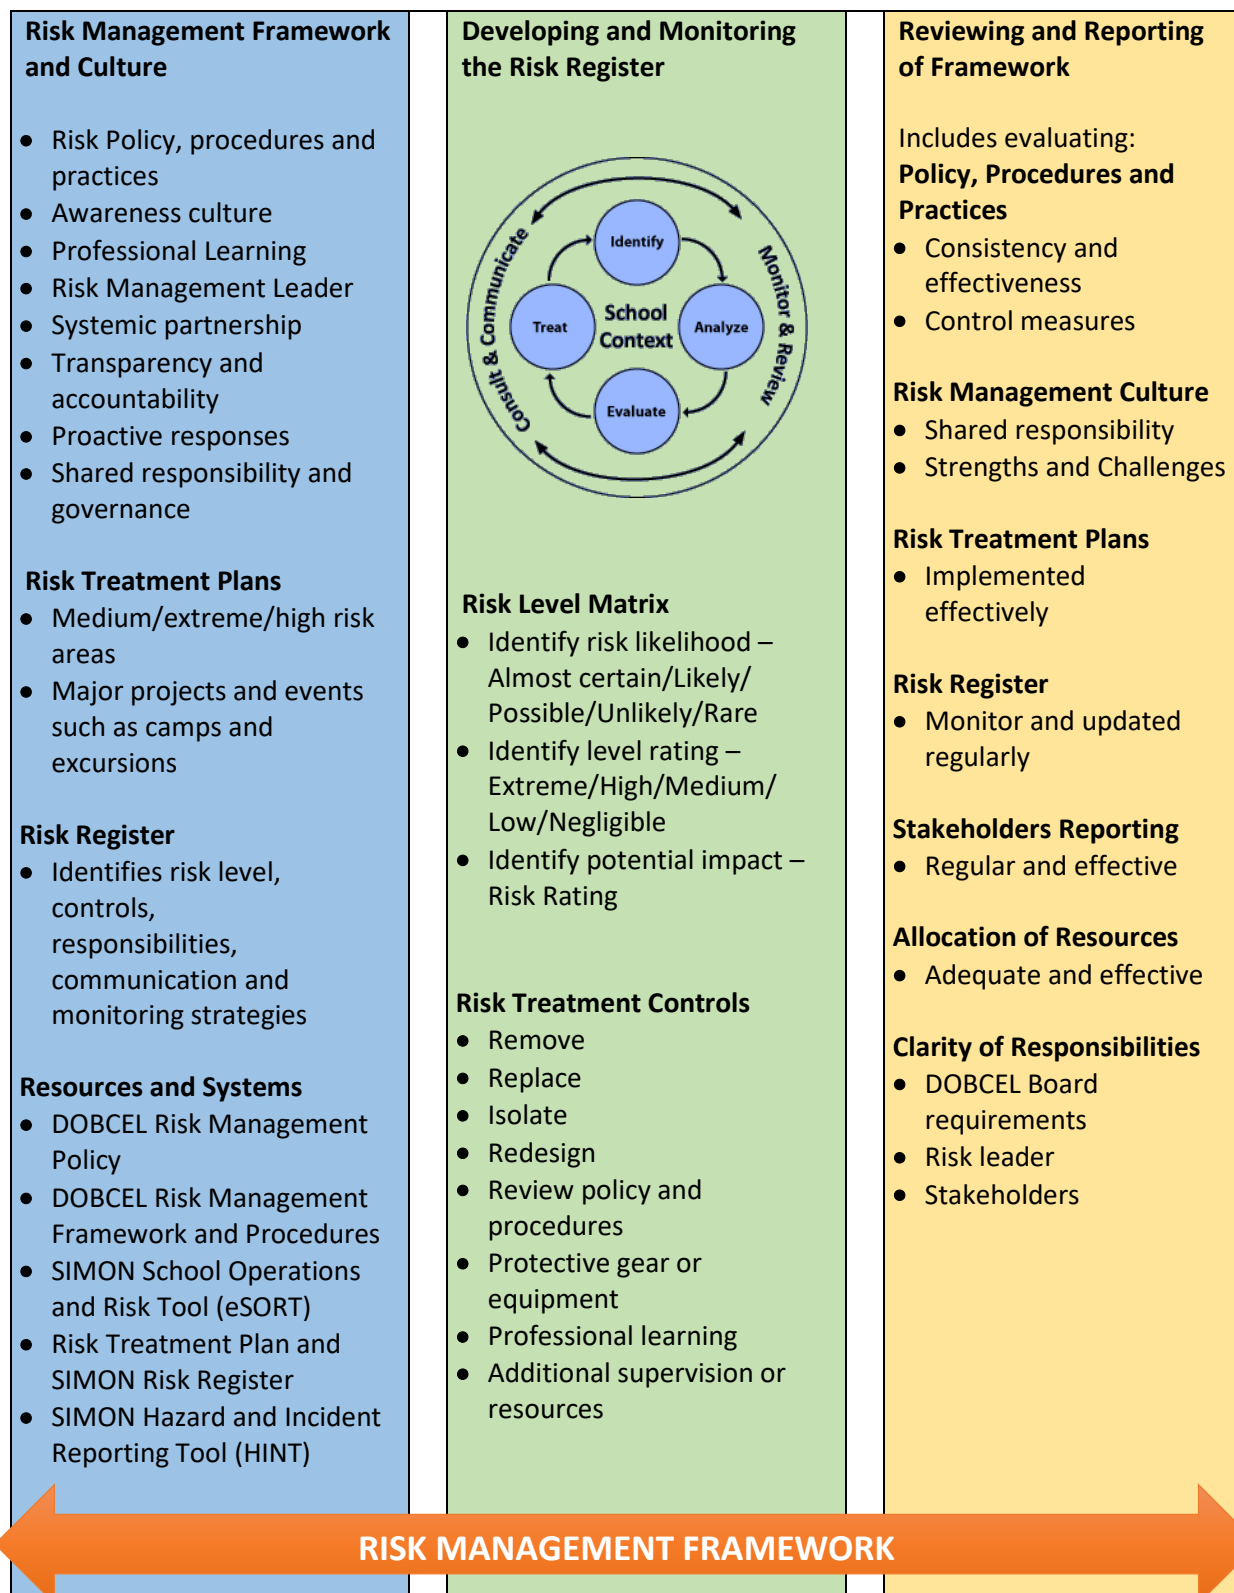 Risk Management Framework
and Culture
• Risk Policy, procedures and
practices
• Awareness culture
• Professional Learning
• Risk Management Leader
• Systemic partnership
• Transparency and
accountability
• Proactive responses
• Shared responsibility and
governance
Risk Treatment Plans
• Medium/extreme/high risk
areas
• Major projects and events
such as camps and
excursions
Risk Register
• Identifies risk level,
controls,
responsibilities,
communication and
monitoring strategies
Resources and Systems
• DOBCEL Risk Management
Policy
• DOBCEL Risk Management
Framework and Procedures
• SIMON School Operations
and Risk Tool (eSORT)
• Risk Treatment Plan and
SIMON Risk Register
• SIMON Hazard and Incident
Reporting Tool (HINT)
Developing and Monitoring
the Risk Register
Consult & Communicate
Monitor & Review
Identify
Treat
School
Context
Analyze
Evaluate
Risk Level Matrix
• Identify risk likelihood –
Almost certain/Likely/
Possible/Unlikely/Rare
• Identify level rating –
Extreme/High/Medium/
Low/Negligible
• Identify potential impact –
Risk Rating
Risk Treatment Controls
• Remove
• Replace
• Isolate
• Redesign
• Review policy and
procedures
• Protective gear or
equipment
• Professional learning
• Additional supervision or
resources
Reviewing and Reporting
of Framework
Includes evaluating:
Policy, Procedures and
Practices
• Consistency and
effectiveness
• Control measures
Risk Management Culture
• Shared responsibility
• Strengths and Challenges
Risk Treatment Plans
• Implemented
effectively
Risk Register
• Monitor and updated
regularly
Stakeholders Reporting
• Regular and effective
Allocation of Resources
• Adequate and effective
Clarity of Responsibilities
• DOBCEL Board
requirements
• Risk leader
• Stakeholders
RISK MANAGEMENT FRAMEWORK